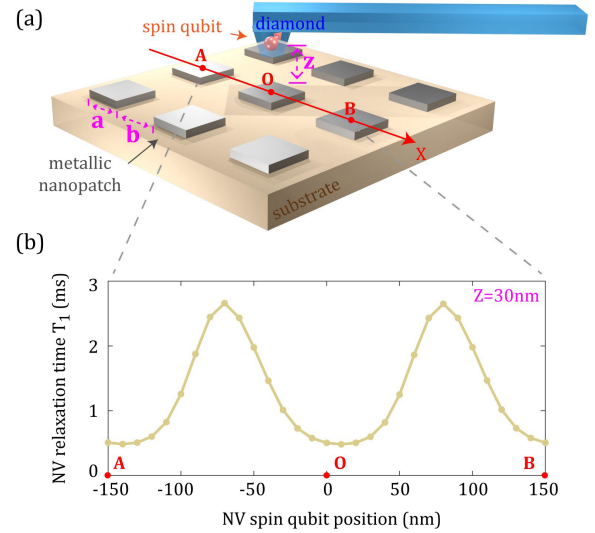 (a)
spin qubit
diamond
A
z
O
B
a
b
X
metallic
nanopatch
substrate
(b)
NV relaxation time T1 (ms)
3
2
1
0
Z=30nm
A
O
B
-150
-100
-50
0
50
100
150
NV spin qubit position (nm)